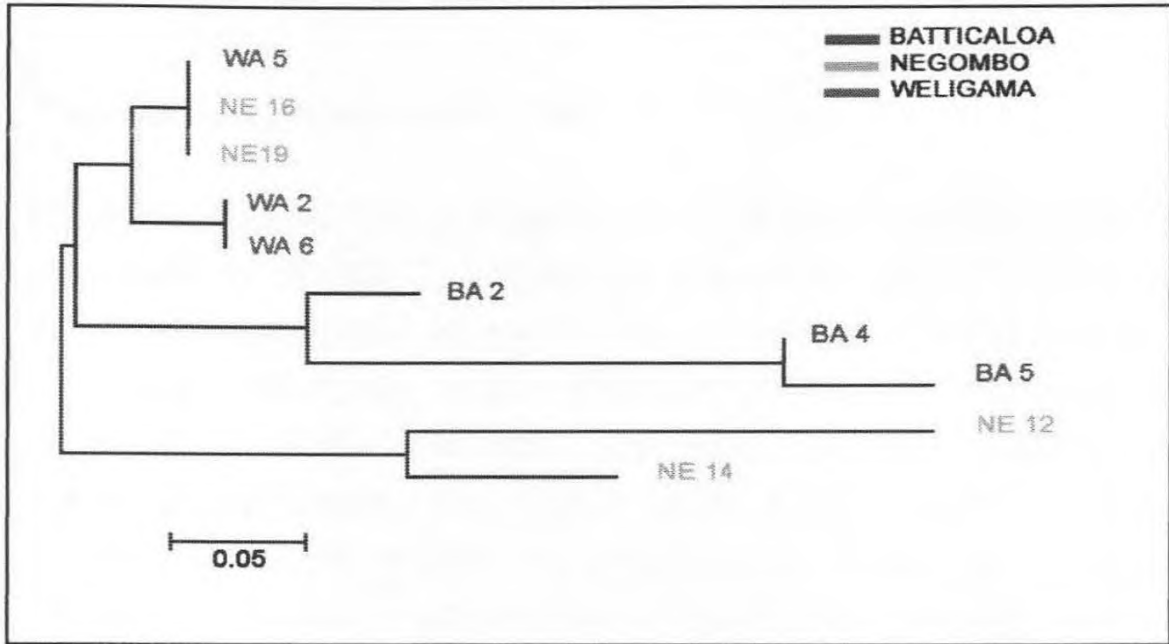 WA 5
NE 16
NE19
WA 2
WA 6
BA 2
BA 4
BA 5
NE 12
NE 14
0.05
BATTICALOA
NEGOMBO
WELIGAMA